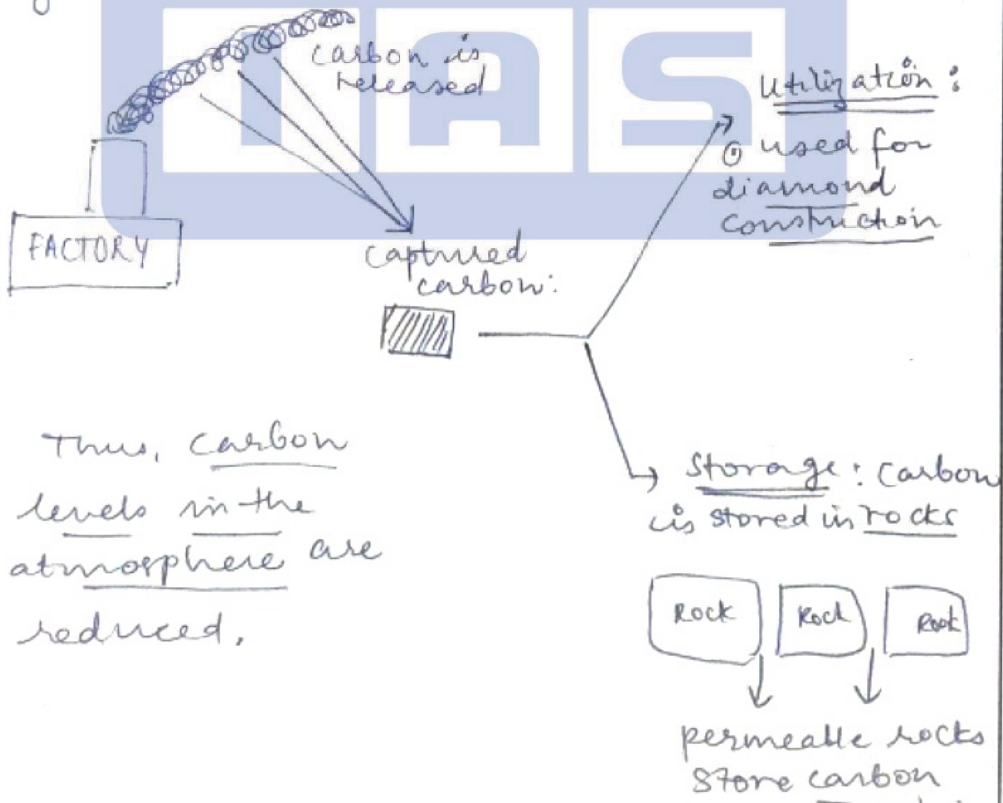 IAS
carbon is
released
Utilization :
used for
diamond
construction
FACTORY
captured
carbon:
Thus, carbon
levels in the
atmosphere are
reduced.
Storage : Carbon
is stored in rocks
Rock Rock Rock
permeable rocks
store carbon